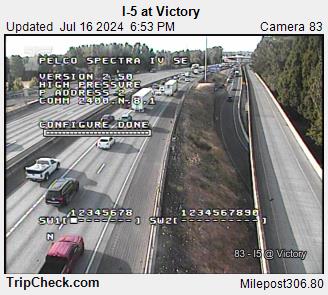 I-5 at Victory
Updated Jul 16 2024 6:53 PM Camera 83
PELCO SPECTRA IV SE
VERSION 2.50
HIGH PRESSURE
P ADDRESS 2
COMM 2400,N,8,1
CONFIGURE DONE
12345678 1234567890
SW1[ SW2[
N
83 - I5 @ Victory
TripCheck.com Milepost306.80